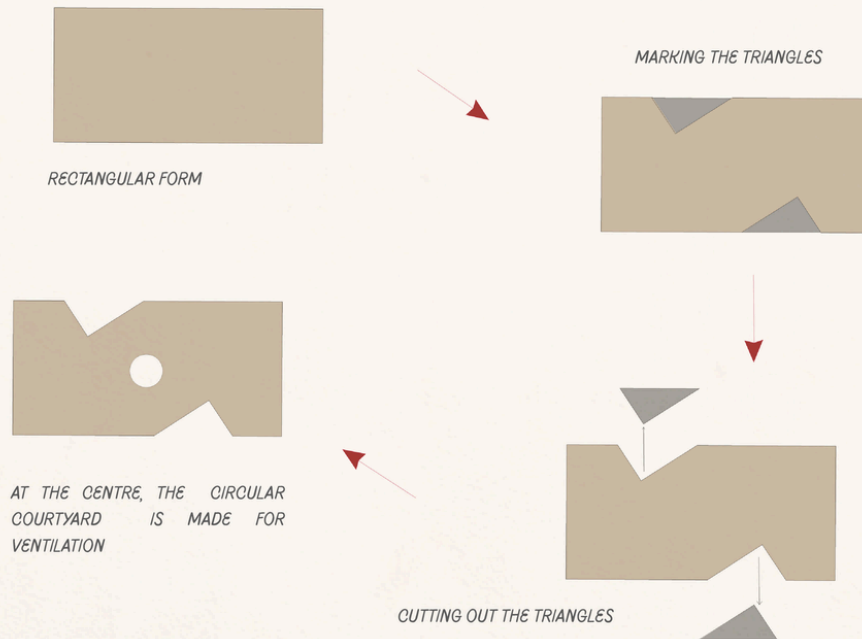 RECTANGULAR FORM
MARKING THE TRIANGLES
CUTTING OUT THE TRIANGLES
AT THE CENTRE, THE CIRCULAR
COURTYARD IS MADE FOR
VENTILATION